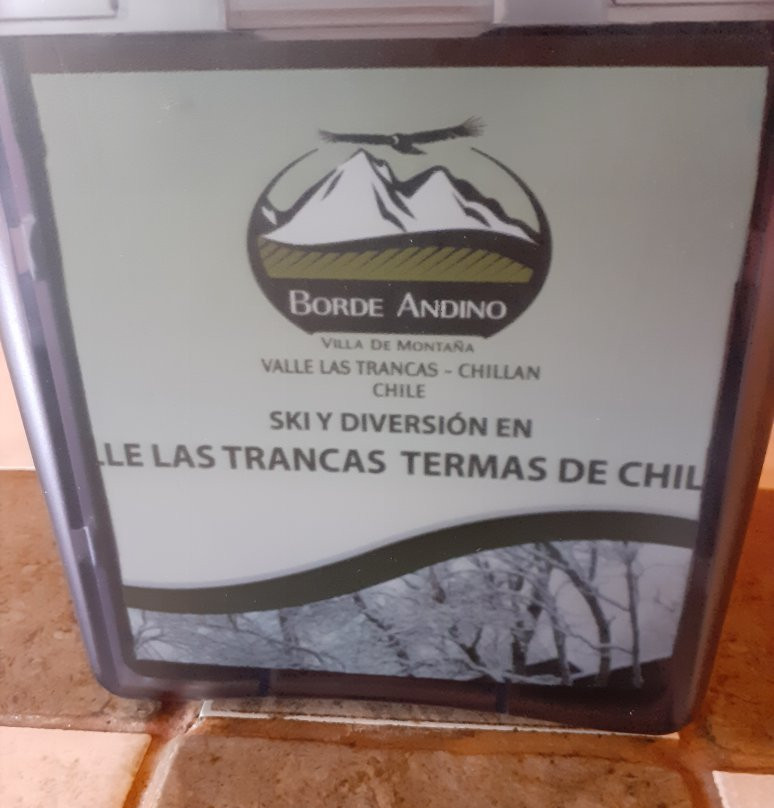 BORDE ANDINO
VILLA DE MONTAÑA
VALLE LAS TRANCAS - CHILLAN
CHILE
SKI Y DIVERSIÓN EN
LLE LAS TRANCAS TERMAS DE CHIL